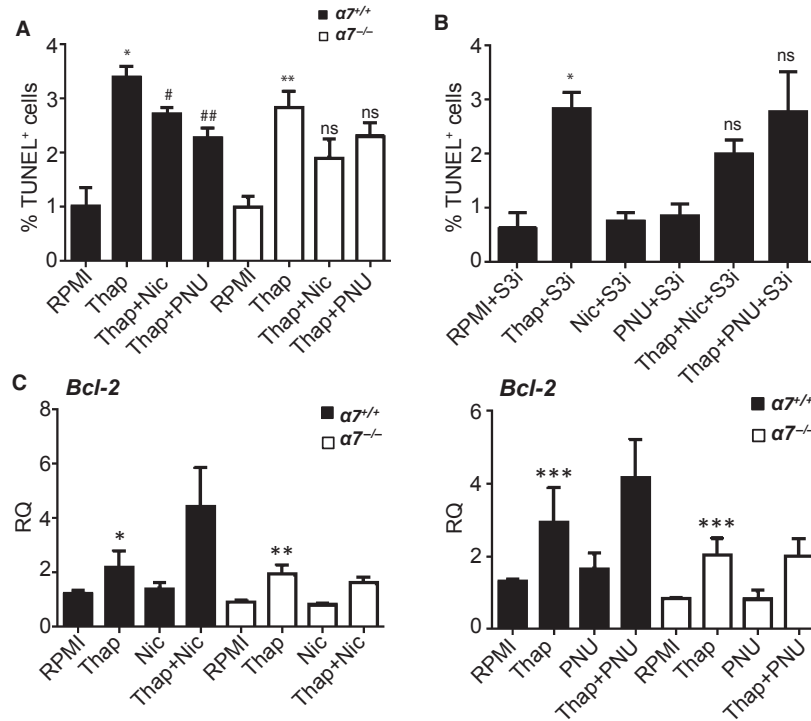 α7+/+
α7−/−
A
B
4
3
2
1
0
% TUNEL+ cells
*
#
##
**
ns
ns
RPMI
Thap
Thap+Nic
Thap+PNU
RPMI
Thap
Thap+Nic
Thap+PNU
4
3
2
1
0
% TUNEL+ cells
*
ns
ns
RPMI+S3i
Thap+S3i
Nic+S3i
PNU+S3i
Thap+Nic+S3i
Thap+PNU+S3i
C
Bcl-2
8
6
4
2
0
RQ
α7+/+
α7−/−
*
**
RPMI
Thap
Nic
Thap+Nic
RPMI
Thap
Nic
Thap+Nic
Bcl-2
6
4
2
0
RQ
α7+/+
α7−/−
***
***
RPMI
Thap
PNU
Thap+PNU
RPMI
Thap
PNU
Thap+PNU